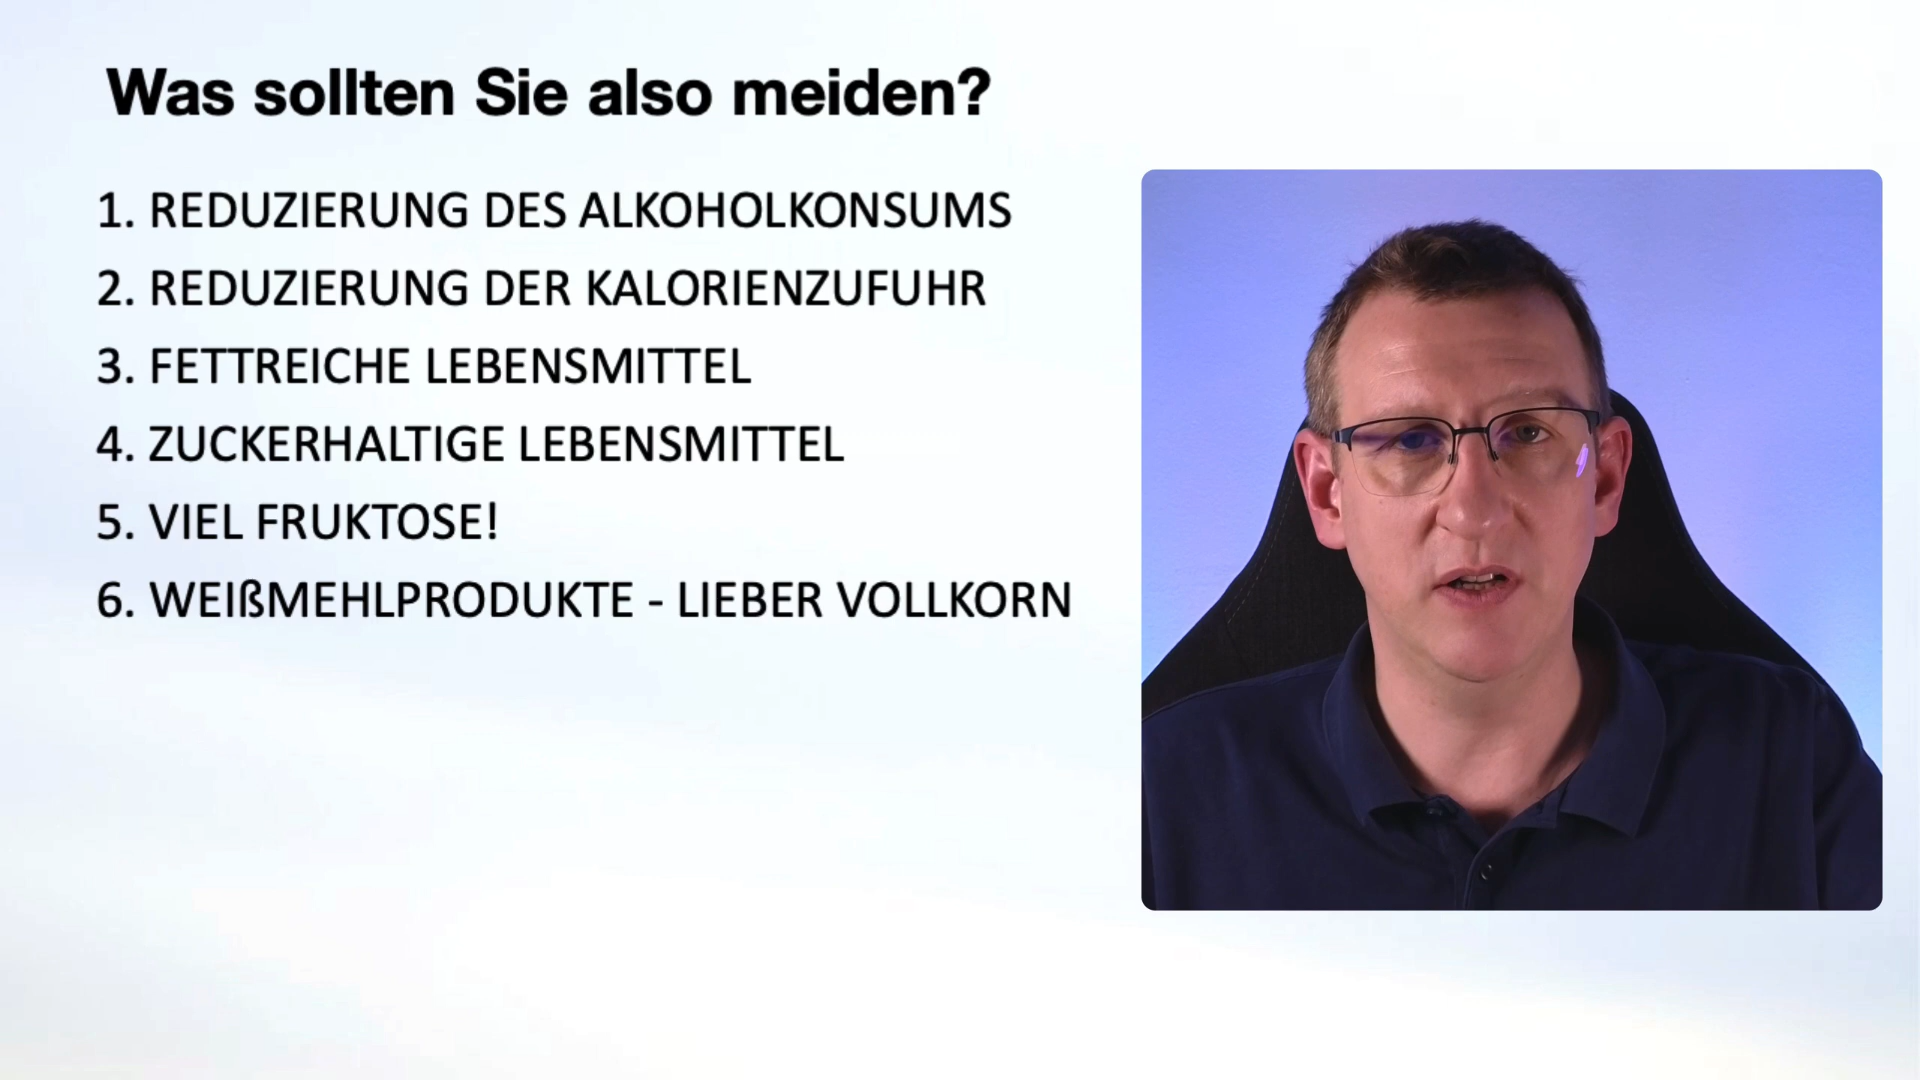 Was sollten Sie also meiden?
1. REDUZIERUNG DES ALKOHOLKONSUMS
2. REDUZIERUNG DER KALORIENZUFUHR
3. FETTREICHE LEBENSMITTEL
4. ZUCKERHALTIGE LEBENSMITTEL
5. VIEL FRUKTOSE!
6. WEIßMEHLPRODUKTE - LIEBER VOLLKORN